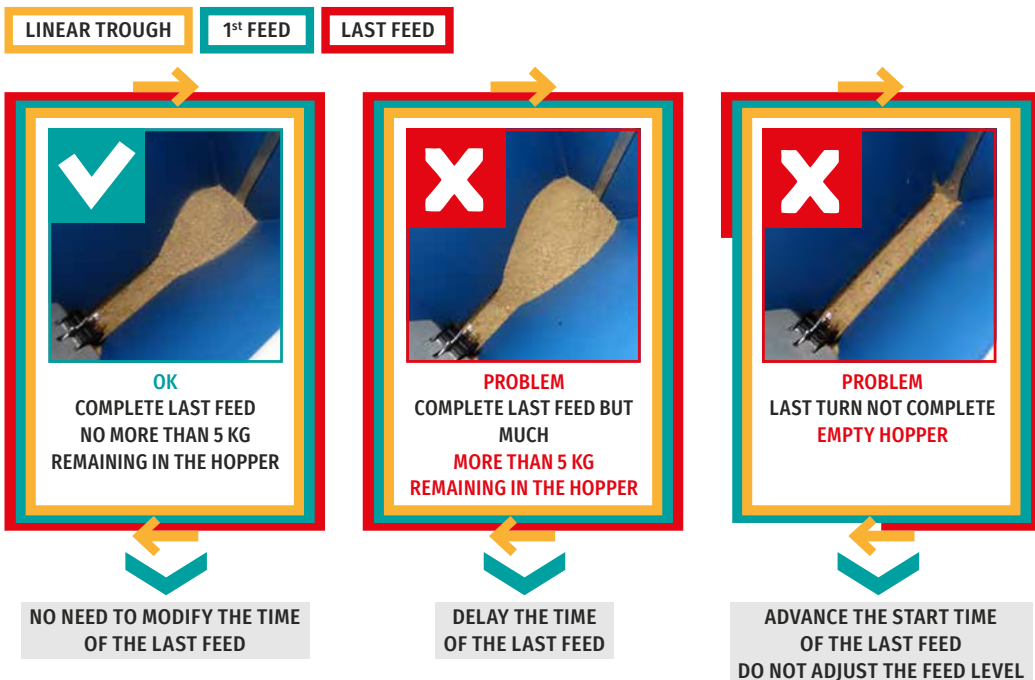 LINEAR TROUGH
1st FEED
LAST FEED
OK
COMPLETE LAST FEED
NO MORE THAN 5 KG
REMAINING IN THE HOPPER
NO NEED TO MODIFY THE TIME
OF THE LAST FEED
PROBLEM
COMPLETE LAST FEED BUT
MUCH
MORE THAN 5 KG
REMAINING IN THE HOPPER
DELAY THE TIME
OF THE LAST FEED
PROBLEM
LAST TURN NOT COMPLETE
EMPTY HOPPER
ADVANCE THE START TIME
OF THE LAST FEED
DO NOT ADJUST THE FEED LEVEL